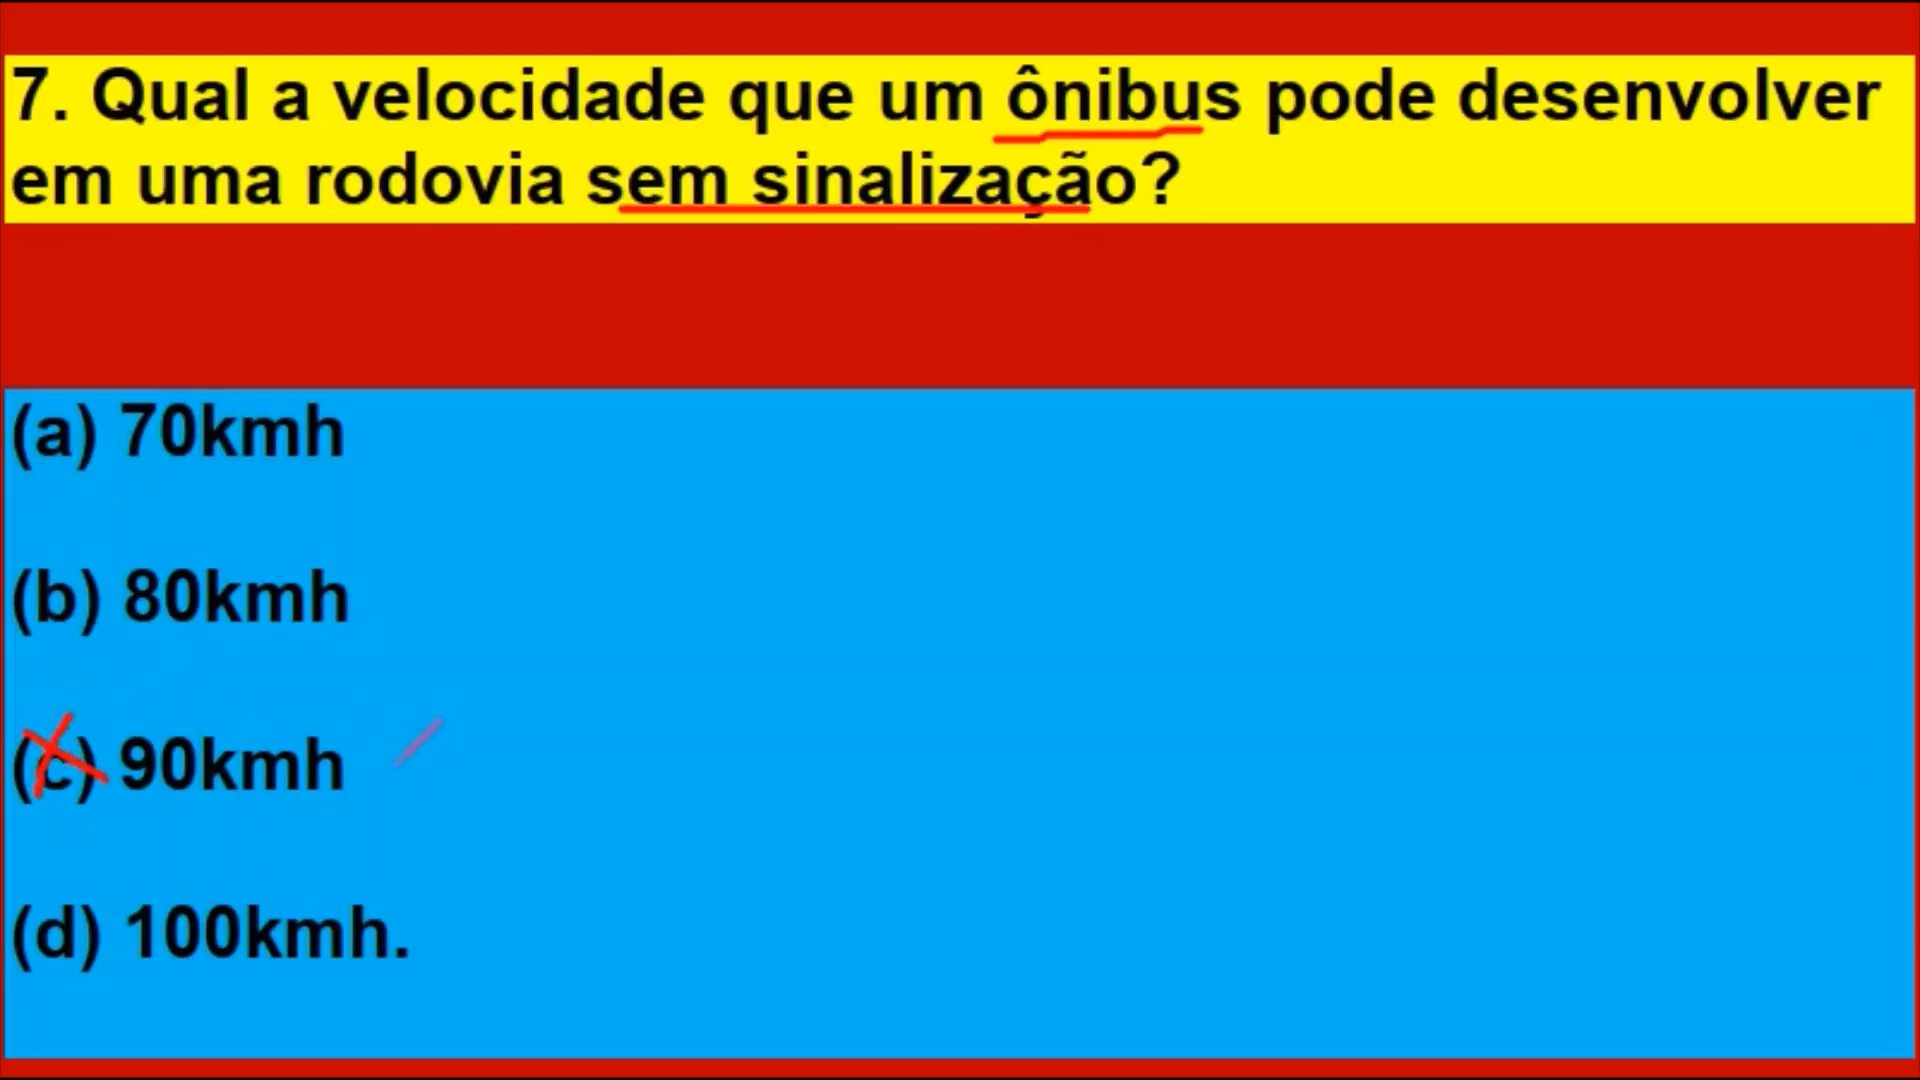 7. Qual a velocidade que um ônibus pode desenvolver
em uma rodovia sem sinalização?
(a) 70kmh
(b) 80kmh
(c) 90kmh
(d) 100kmh.